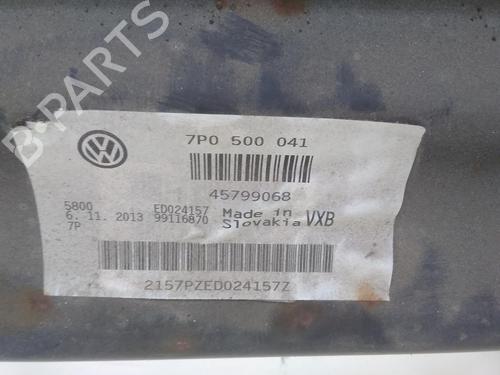 B-PARTS
7P0 500 041
45799068
5800 ED024157
6. 11. 2013 99116870 Made in VXB
7P Slovakia
2157PZED024157Z